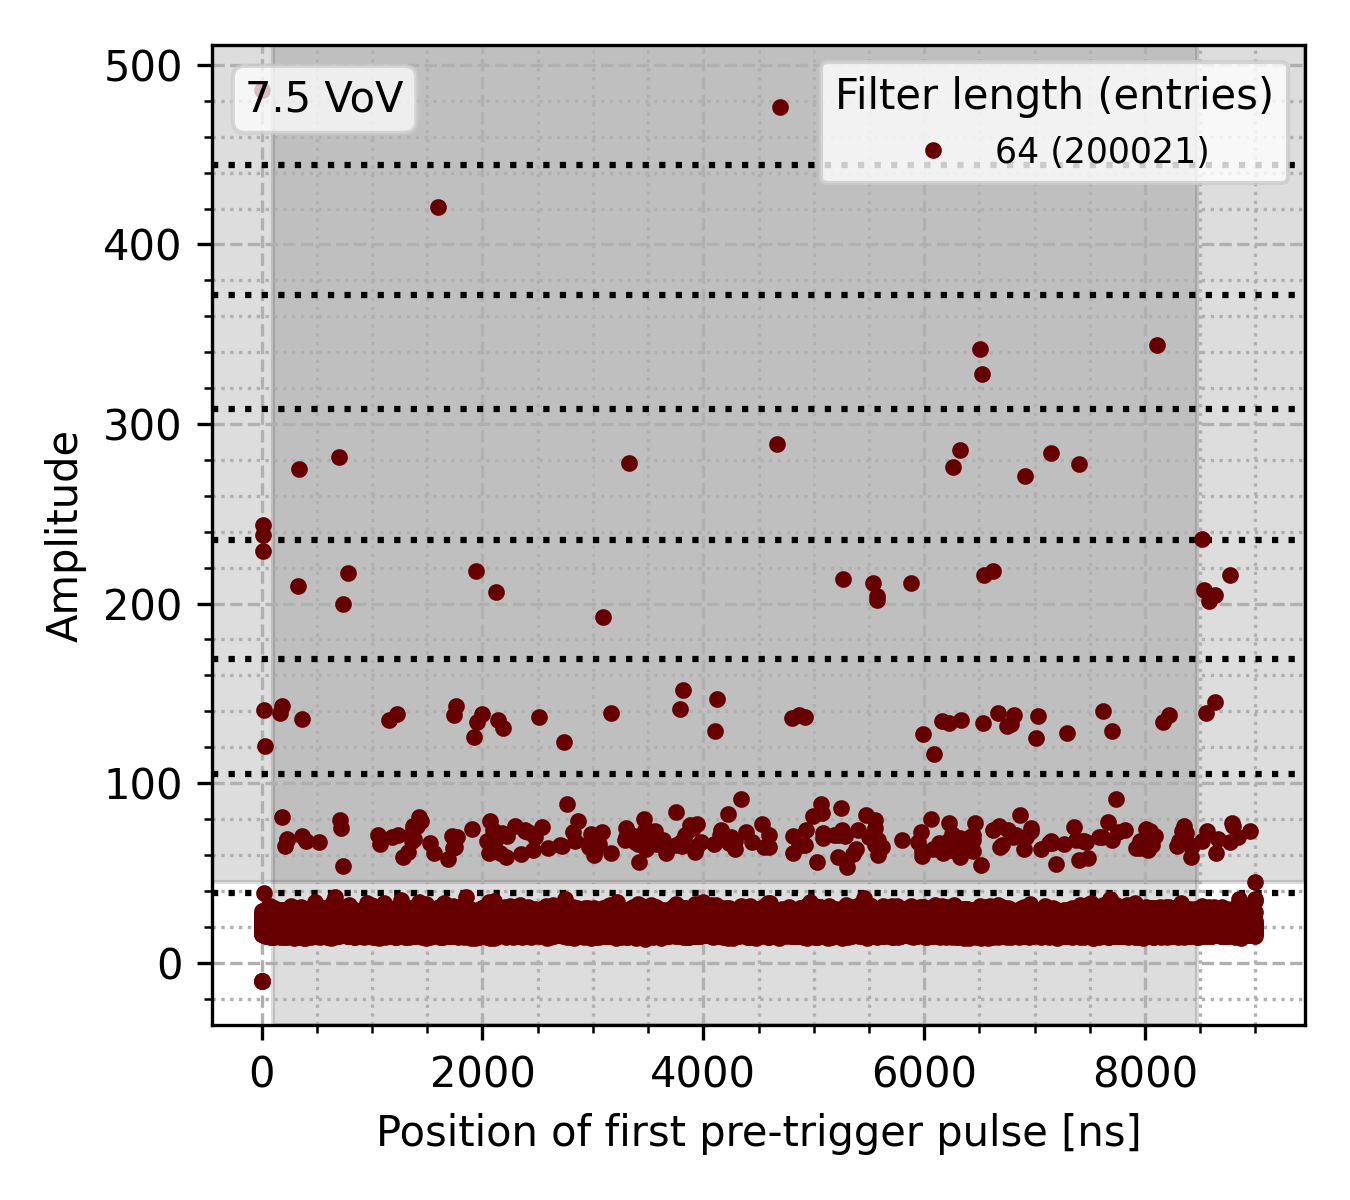 7.5 VoV
Filter length (entries)
64 (200021)
500
400
300
200
100
0
Amplitude
0 2000 4000 6000 8000
Position of first pre-trigger pulse [ns]